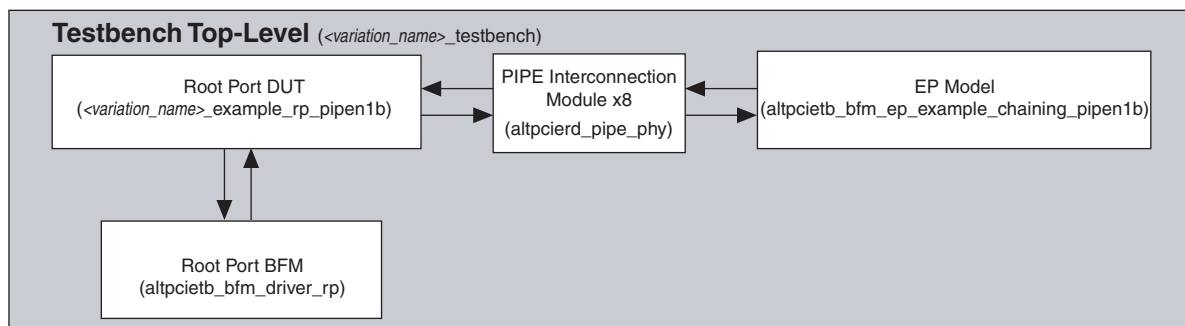 Testbench Top-Level (<variation_name>_testbench)
Root Port DUT
(<variation_name>_example_rp_pipen1b)
PIPE Interconnection
Module x8
(altpcierd_pipe_phy)
EP Model
(altpcietb_bfm_ep_example_chaining_pipen1b)
Root Port BFM
(altpcietb_bfm_driver_rp)